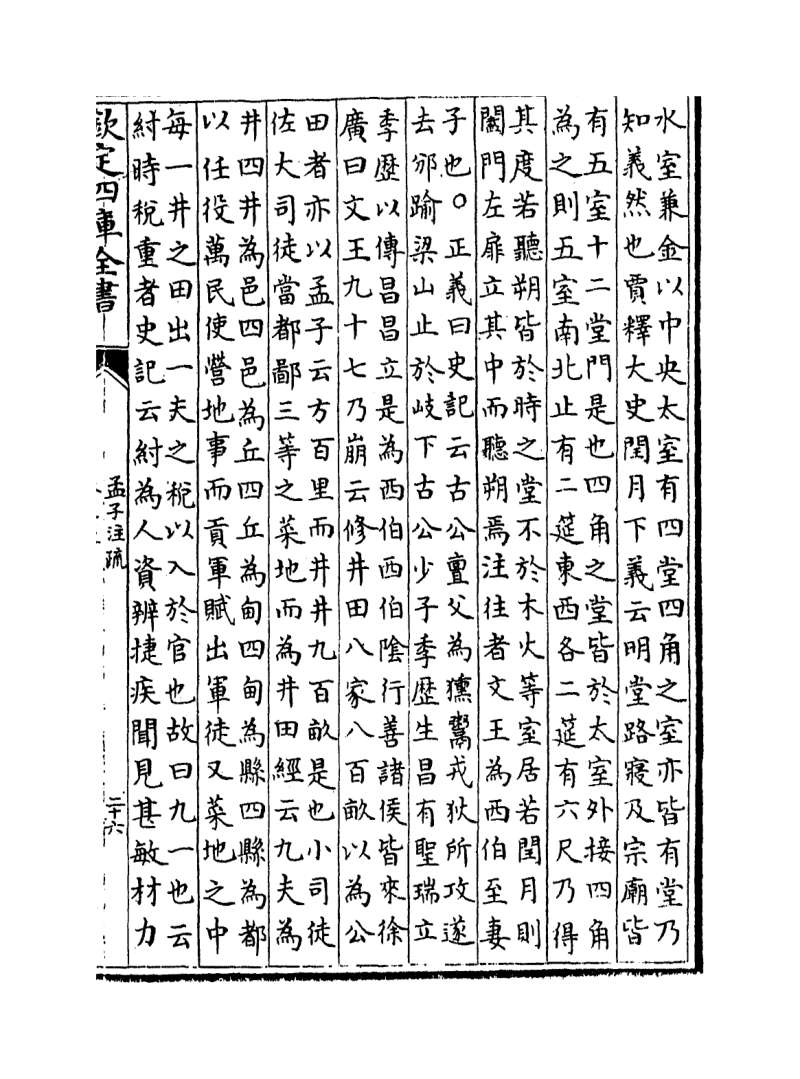 水室兼金以中央太室有四堂四角之室亦皆有堂乃
知義然也賈釋大史閏月下義云明堂路寢及宗廟皆
有五室十二堂門是也四角之堂皆於太室外接四角
為之則五室南北止有二筵東西各二筵有六尺乃得
其度若聽朔皆於時之堂不於木火等室居若閏月則
闔門左扉立其中而聽朔焉注往者文王為西伯至妻
子也○正義曰史記云古公亶父為獯鬻戎狄所攻遂
去邠踰梁山止於岐下古公少子季歴生昌有聖瑞立
季歴以傳昌昌立是為西伯西伯陰行善諸侯皆來徐
廣曰文王九十七乃崩云修井田八家八百畝以為公
田者亦以孟子云方百里而井井九百畝是也小司徒
佐大司徒當都鄙三等之菜地而為井田經云九夫為
井四井為邑四邑為丘四丘為甸四甸為縣四縣為都
以任役萬民使營地事而貢軍賦出軍徒又菜地之中
每一井之田出一夫之稅以入於官也故曰九一也云
紂時稅重者史記云紂為人資辨捷疾聞見甚敏材力
欽定四庫全書
孟子注疏
二十六